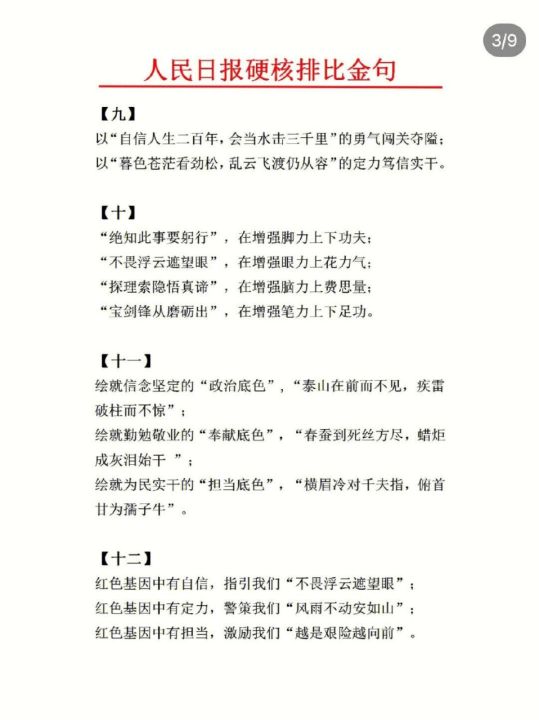 3/9
人民日报硬核排比金句
【九】
以“自信人生二百年，会当水击三千里”的勇气闯关夺隘；
以“暮色苍茫看劲松，乱云飞渡仍从容”的定力笃信实干。
【十】
“绝知此事要躬行”，在增强脚力上下功夫；
“不畏浮云遮望眼”，在增强眼力上花力气；
“探理索隐悟真谛”，在增强脑力上费思量；
“宝剑锋从磨砺出”，在增强笔力上下足功。
【十一】
绘就信念坚定的“政治底色”，“泰山在前而不见，疾雷
破柱而不惊”；
绘就勤勉敬业的“奉献底色”，“春蚕到死丝方尽，蜡炬
成灰泪始干 ”；
绘就为民实干的“担当底色”，“横眉冷对千夫指，俯首
甘为孺子牛”。
【十二】
红色基因中有自信，指引我们“不畏浮云遮望眼”；
红色基因中有定力，警策我们“风雨不动安如山”；
红色基因中有担当，激励我们“越是艰险越向前”。